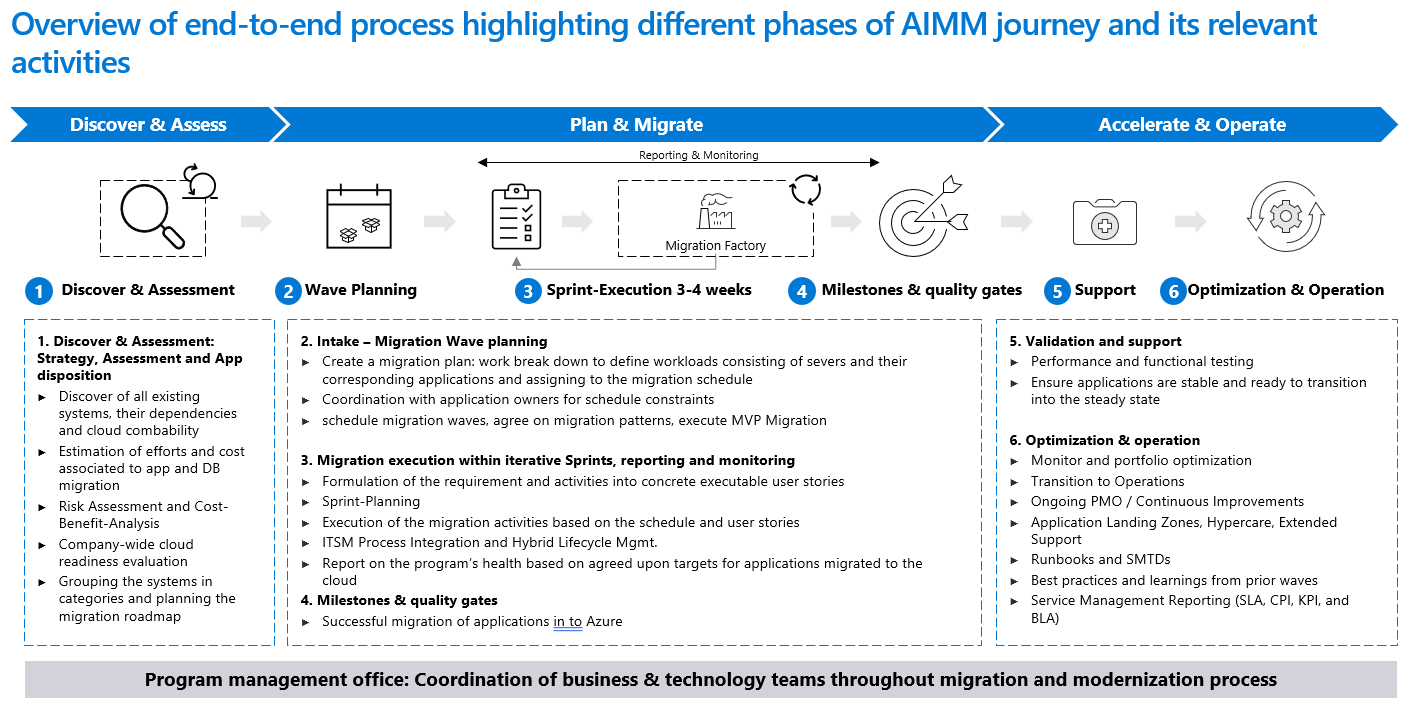 Overview of end-to-end process highlighting different phases of AIMM journey and its relevant
activities
Discover & Assess
Plan & Migrate
Accelerate & Operate
Reporting & Monitoring
Migration Factory
1 Discover & Assessment
2 Wave Planning
3 Sprint-Execution 3-4 weeks
4 Milestones & quality gates
5 Support
6 Optimization & Operation
1. Discover & Assessment:
Strategy, Assessment and App
disposition
► Discover of all existing
systems, their dependencies
and cloud combability
► Estimation of efforts and cost
associated to app and DB
migration
► Risk Assessment and Cost-
Benefit-Analysis
► Company-wide cloud
readiness evaluation
► Grouping the systems in
categories and planning the
migration roadmap
2. Intake – Migration Wave planning
► Create a migration plan: work break down to define workloads consisting of severs and their
corresponding applications and assigning to the migration schedule
► Coordination with application owners for schedule constraints
► schedule migration waves, agree on migration patterns, execute MVP Migration
3. Migration execution within iterative Sprints, reporting and monitoring
► Formulation of the requirement and activities into concrete executable user stories
► Sprint-Planning
► Execution of the migration activities based on the schedule and user stories
► ITSM Process Integration and Hybrid Lifecycle Mgmt.
► Report on the program's health based on agreed upon targets for applications migrated to the
cloud
4. Milestones & quality gates
► Successful migration of applications in to Azure
5. Validation and support
► Performance and functional testing
► Ensure applications are stable and ready to transition
into the steady state
6. Optimization & operation
► Monitor and portfolio optimization
► Transition to Operations
► Ongoing PMO / Continuous Improvements
► Application Landing Zones, Hypercare, Extended
Support
► Runbooks and SMTDs
► Best practices and learnings from prior waves
► Service Management Reporting (SLA, CPI, KPI, and
BLA)
Program management office: Coordination of business & technology teams throughout migration and modernization process